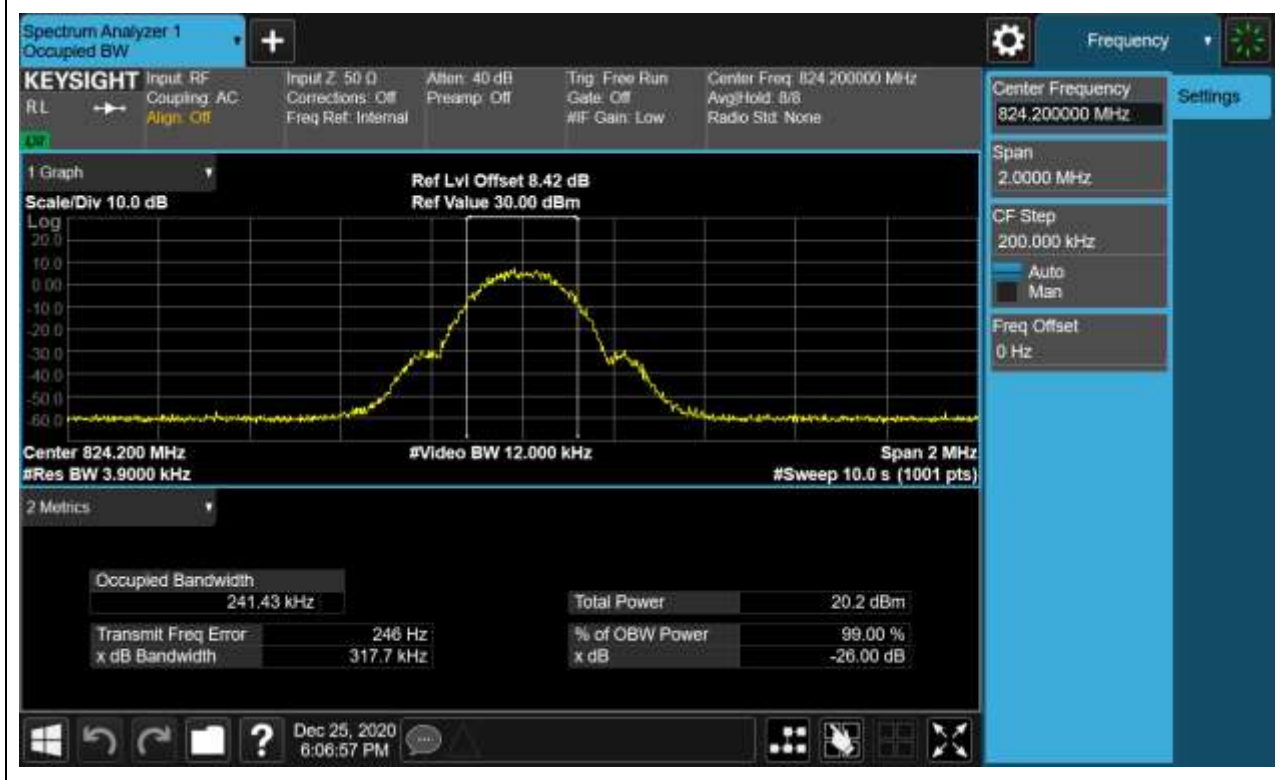 Spectrum Analyzer 1
Occupied BW
Frequency
KEYSIGHT
RL
Input: RF
Coupling: AC
Align: Off
Input Z: 50 Ω
Corrections: Off
Freq Ref: Internal
Atten: 40 dB
Preamp: Off
Trig: Free Run
Gate: Off
#IF Gain: Low
Center Freq: 824.200000 MHz
Avg|Hold: 8/8
Radio Std: None
Center Frequency
824.200000 MHz
Settings
Span
2.0000 MHz
CF Step
200.000 kHz
Auto
Man
Freq Offset
0 Hz
1 Graph
Scale/Div 10.0 dB
Ref Lvl Offset 8.42 dB
Ref Value 30.00 dBm
Log
20.0
10.0
0.00
-10.0
-20.0
-30.0
-40.0
-50.0
-60.0
Center 824.200 MHz
#Video BW 12.000 kHz
Span 2 MHz
#Res BW 3.9000 kHz
#Sweep 10.0 s (1001 pts)
2 Metrics
Occupied Bandwidth
241.43 kHz
Total Power 20.2 dBm
Transmit Freq Error 246 Hz
% of OBW Power 99.00 %
x dB Bandwidth 317.7 kHz
x dB -26.00 dB
?
Dec 25, 2020
6:06:57 PM